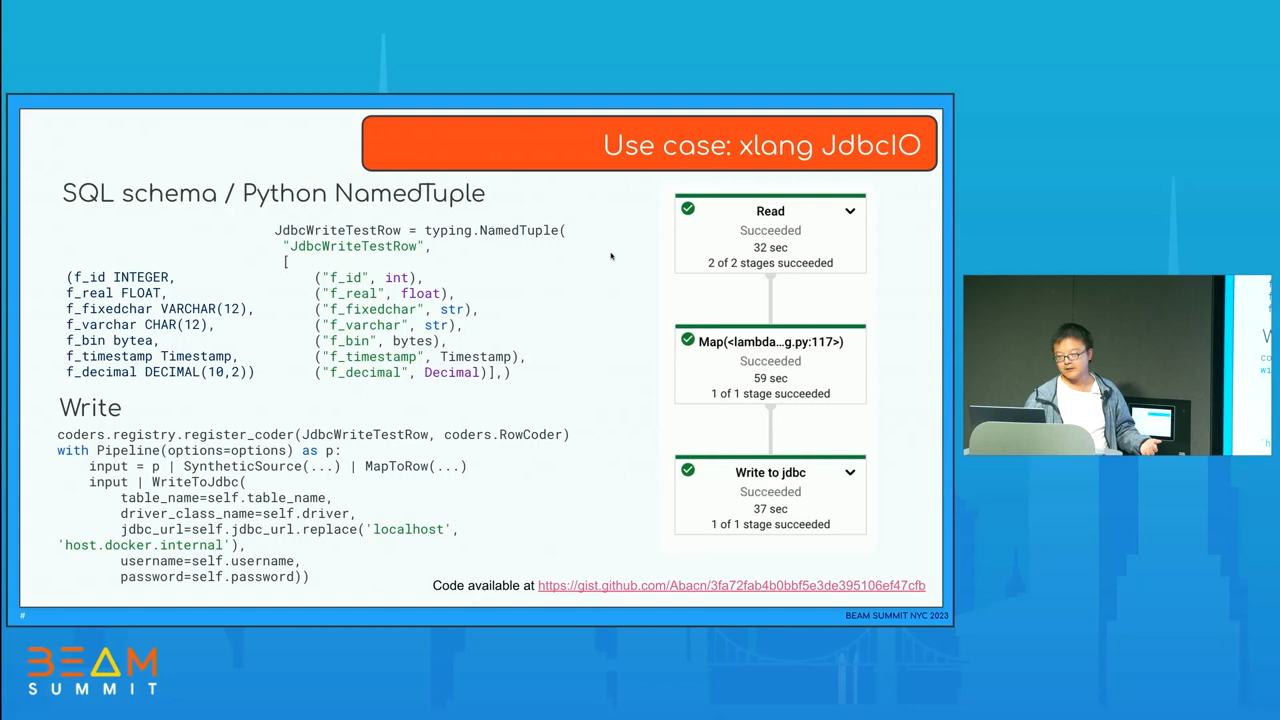 Use case: xlang JdbcIO
SQL schema / Python NamedTuple
JdbcWriteTestRow = typing.NamedTuple(
"JdbcWriteTestRow",
[
(f_id INTEGER,
f_real FLOAT,
f_fixedchar VARCHAR(12),
f_varchar CHAR(12),
f_bin bytea,
f_timestamp Timestamp,
f_decimal DECIMAL(10,2))
("f_id", int),
("f_real", float),
("f_fixedchar", str),
("f_varchar", str),
("f_bin", bytes),
("f_timestamp", Timestamp),
("f_decimal", Decimal)],)
Write
coders.registry.register_coder(JdbcWriteTestRow, coders.RowCoder)
with Pipeline(options=options) as p:
input = p | SyntheticSource(...) | MapToRow(...)
input | WriteToJdbc(
table_name=self.table_name,
driver_class_name=self.driver,
jdbc_url=self.jdbc_url.replace('localhost',
'host.docker.internal'),
username=self.username,
password=self.password))
Read
Succeeded
32 sec
2 of 2 stages succeeded
Map(<lambda...g.py:117>)
Succeeded
59 sec
1 of 1 stage succeeded
Write to jdbc
Succeeded
37 sec
1 of 1 stage succeeded
Code available at https://gist.github.com/Abacn/3fa72fab4b0bbf5e3de395106ef47cfb
#
BEAM SUMMIT NYC 2023
BEAM
SUMMIT